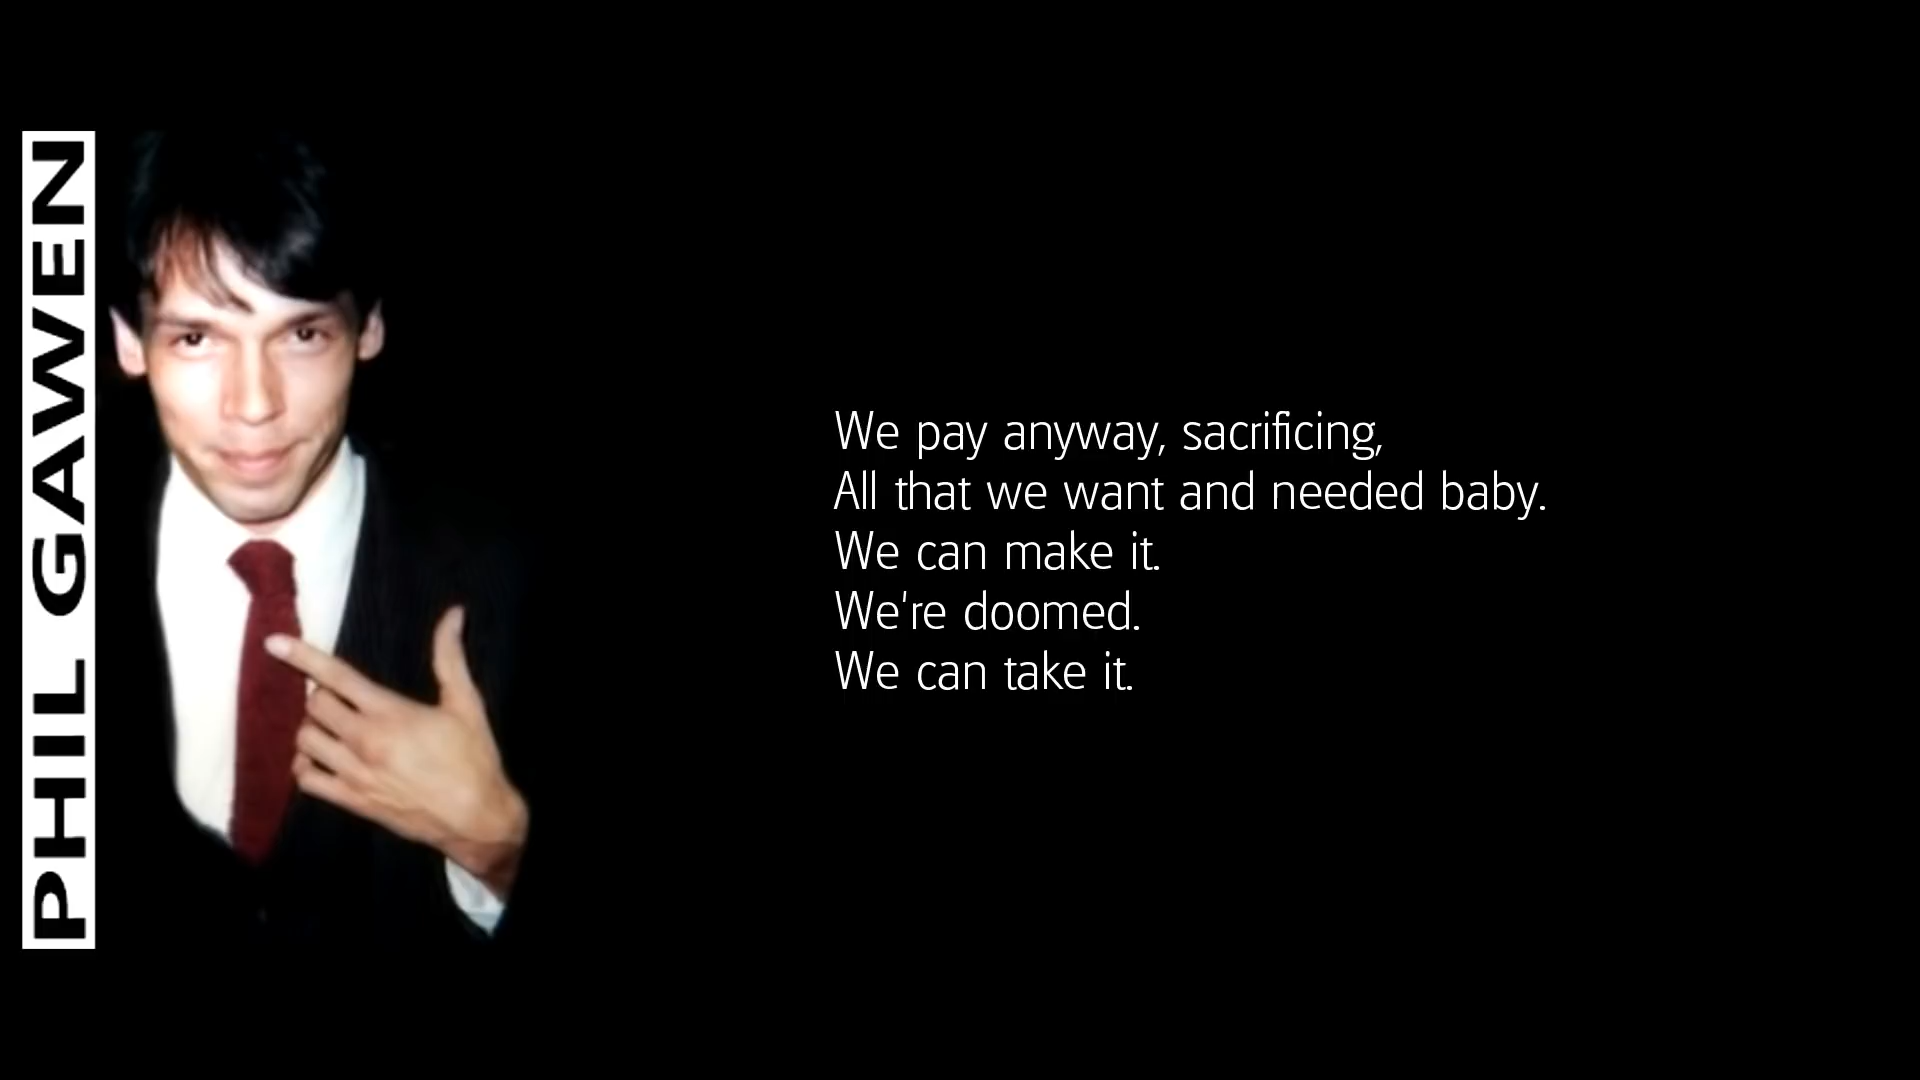 PHIL GAWEN
We pay anyway, sacrificing,
All that we want and needed baby.
We can make it.
We're doomed.
We can take it.